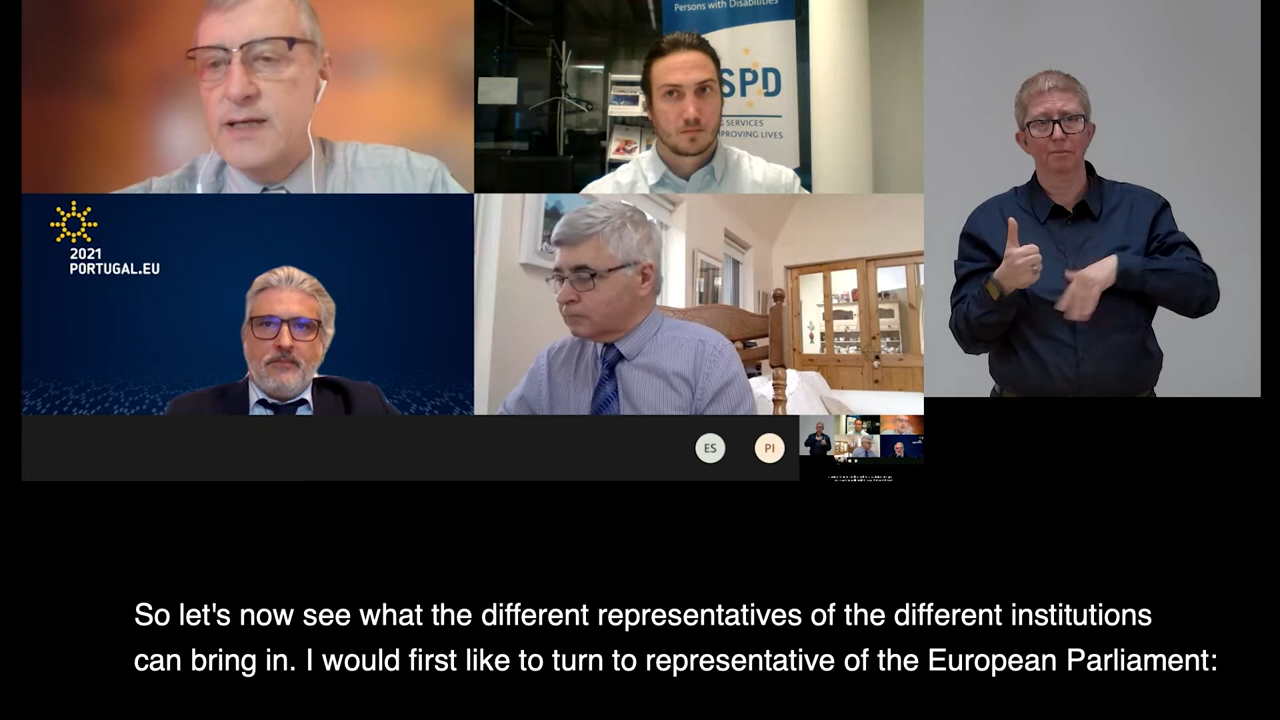 Persons with Disabilities
SPD
SERVICES
PROVING LIVES
2021
PORTUGAL.EU
ES
PI
So let's now see what the different representatives of the different institutions
can bring in. I would first like to turn to representative of the European Parliament: